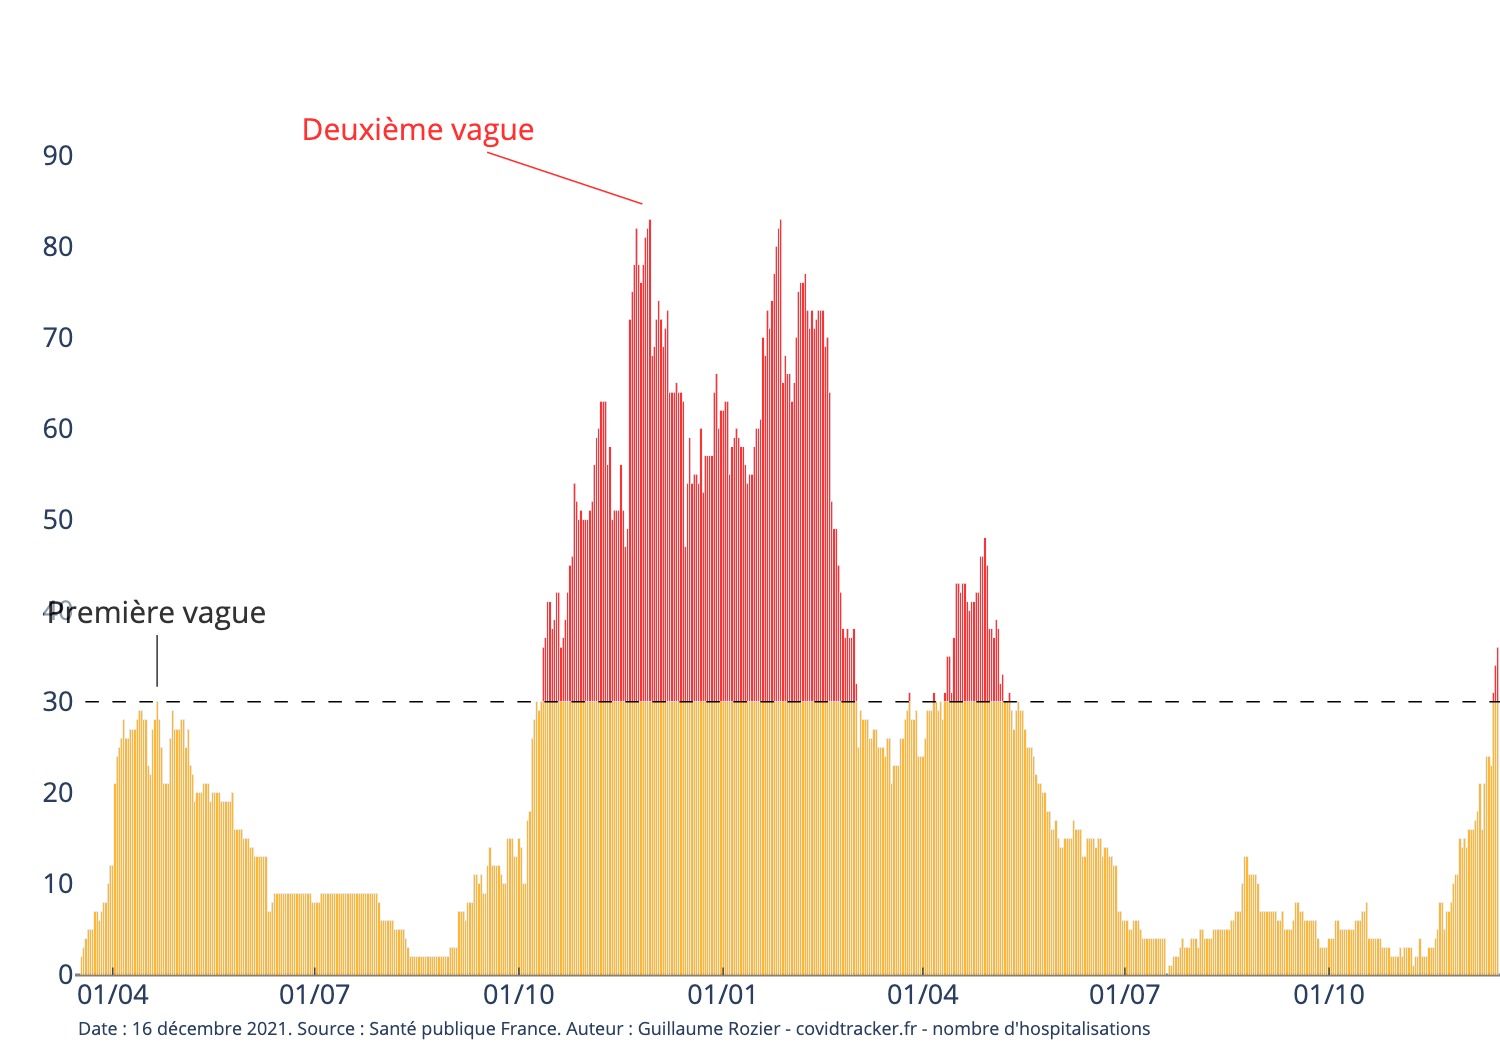 Deuxième vague
90
80
70
60
50
40
Première vague
30
20
10
0
01/04 01/07 01/10 01/01 01/04 01/07 01/10
Date : 16 décembre 2021. Source : Santé publique France. Auteur : Guillaume Rozier - covidtracker.fr - nombre d'hospitalisations